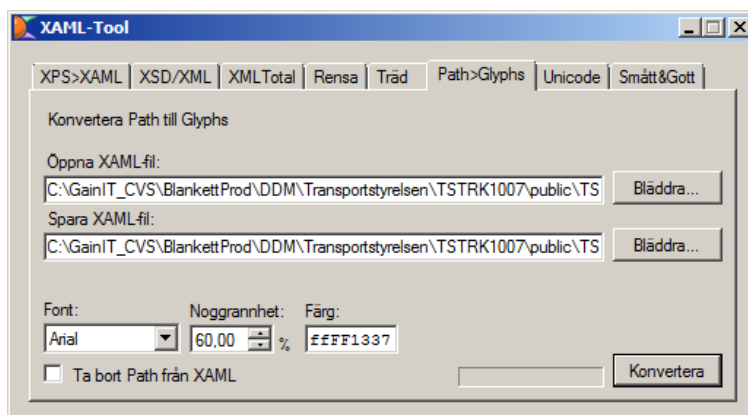 XAML-Tool
XPS>XAML XSD/XML XMLTotal Rensa Träd Path>Glyphs Unicode Smått&Gott
Konvertera Path till Glyphs
Öppna XAML-fil:
C:\GainIT_CVS\BlankettProd\DDM\Transportstyrelsen\TSTRK1007\public\TS Bläddra...
Spara XAML-fil:
C:\GainIT_CVS\BlankettProd\DDM\Transportstyrelsen\TSTRK1007\public\TS Bläddra...
Font: Noggrannhet: Färg:
Arial 60,00 % ffFF1337
Ta bort Path från XAML Konvertera